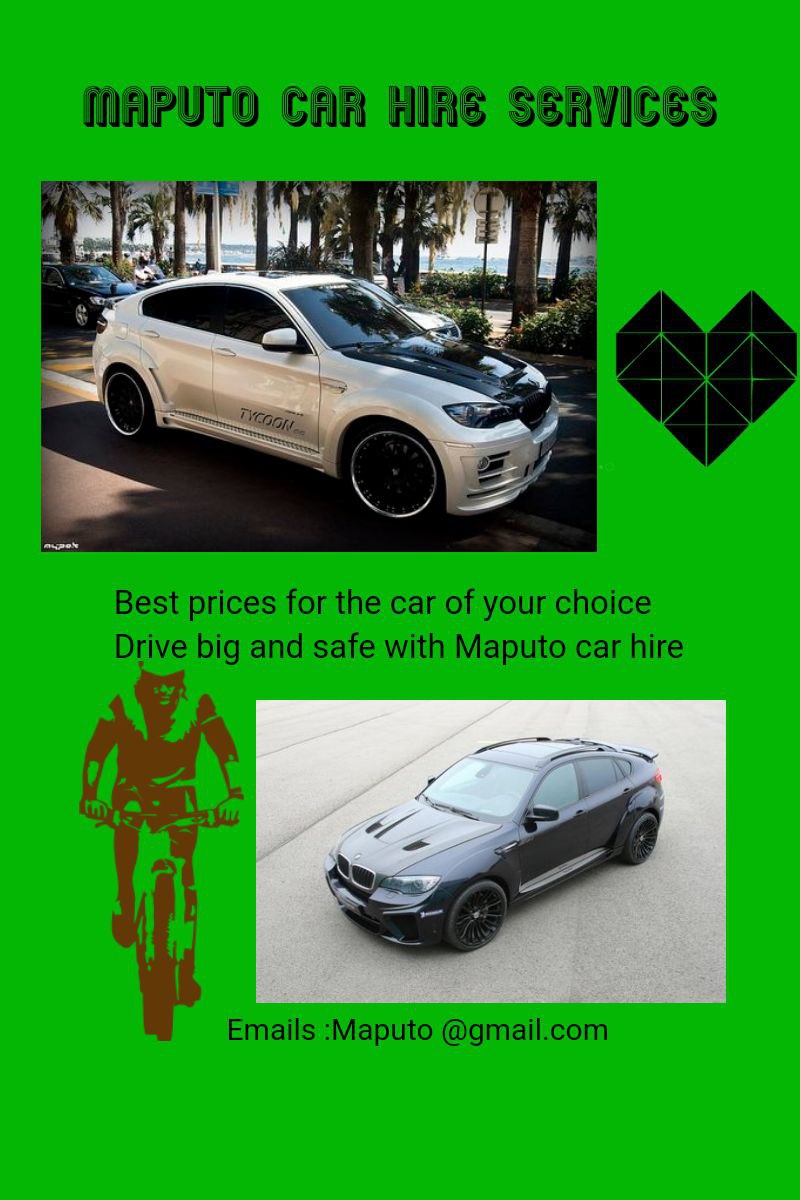 MAPUTO CAR HIRE SERVICES
TYCOON
Best prices for the car of your choice
Drive big and safe with Maputo car hire
Emails :Maputo @gmail.com